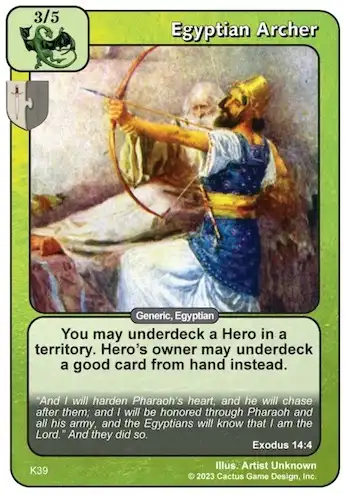 3/5
Egyptian Archer
Generic, Egyptian
You may underdeck a Hero in a
territory. Hero's owner may underdeck
a good card from hand instead.
"And I will harden Pharaoh's heart, and he will chase
after them; and I will be honored through Pharaoh and
all his army, and the Egyptians will know that I am the
Lord." And they did so.
Exodus 14:4
Illus. Artist Unknown
K39
© 2023 Cactus Game Design, Inc.